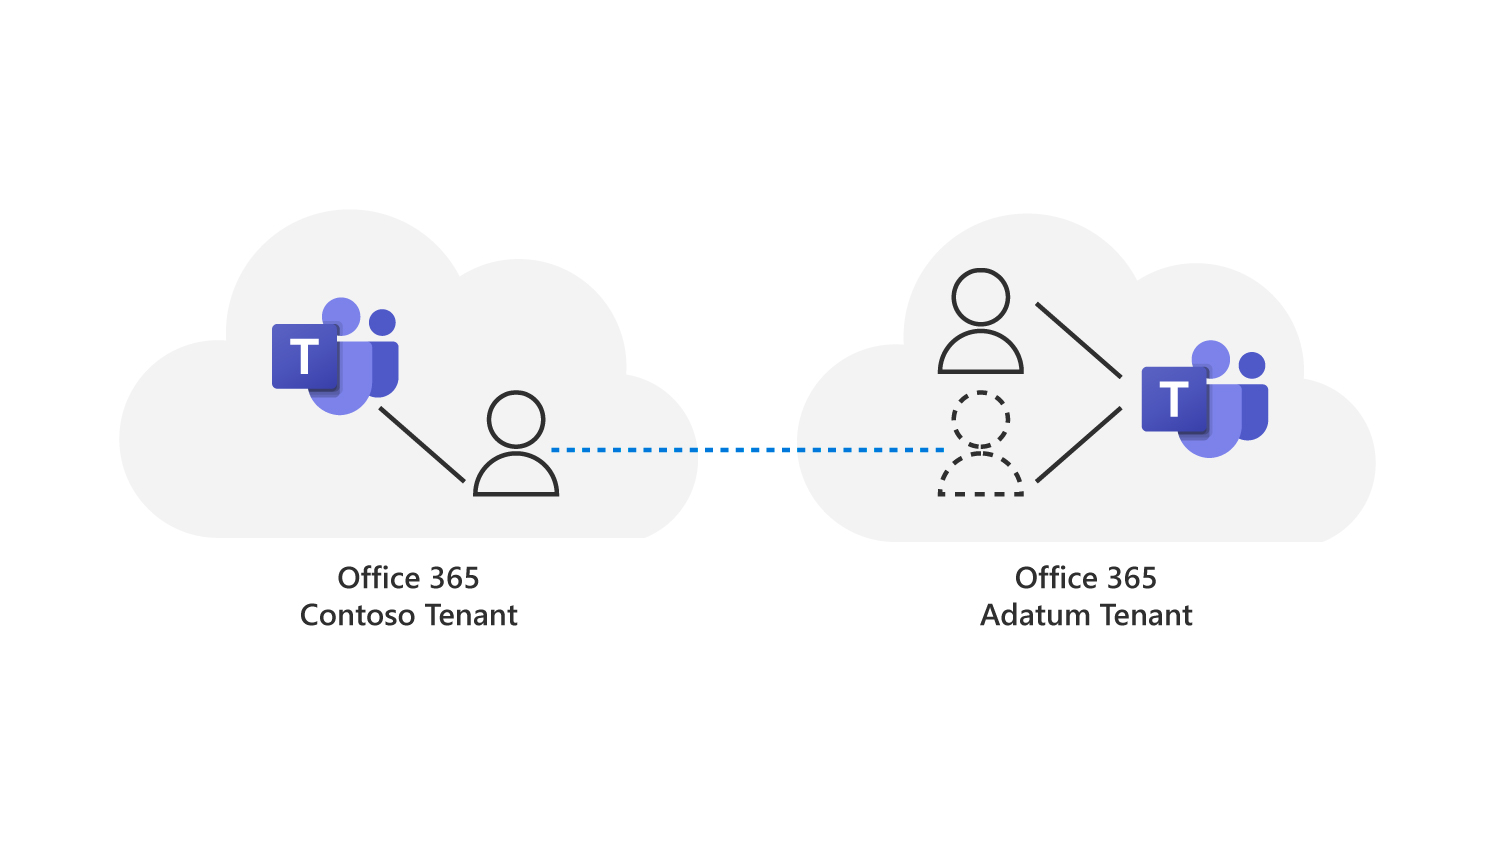 T
T
Office 365
Contoso Tenant
Office 365
Adatum Tenant